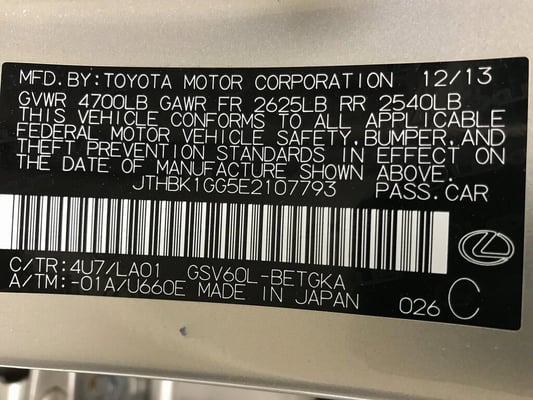 MFD. BY: TOYOTA MOTOR CORPORATION 12/13
GVWR 4700LB GAWR FR 2625LB RR 2540LB
THIS VEHICLE CONFORMS TO ALL APPLICABLE
FEDERAL MOTOR VEHICLE SAFETY, BUMPER, AND
THEFT PREVENTION STANDARDS IN EFFECT ON
THE DATE OF MANUFACTURE SHOWN ABOVE.
JTHBK1GG5E2107793 PASS.CAR
C/TR: 4U7/LA01 GSV60L-BETGKA
A/TM: -01A/U660E MADE IN JAPAN 026 C